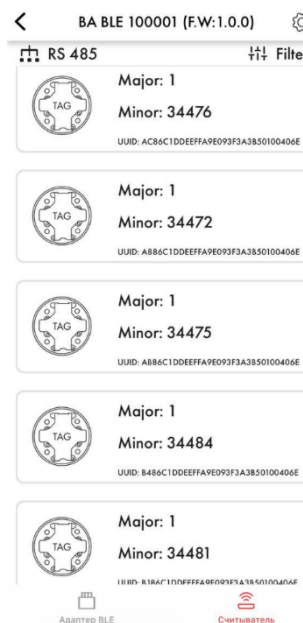 BA BLE 100001 (F.W:1.0.0)
RS 485
Filte
Major: 1
TAG
Minor: 34476
UUID: AC86C1DDEEFFA9E093F3A3B50100406E
Major: 1
TAG
Minor: 34472
UUID: A886C1DDEEFFA9E093F3A3B50100406E
Major: 1
TAG
Minor: 34475
UUID: AB86C1DDEEFFA9E093F3A3B50100406E
Major: 1
TAG
Minor: 34484
UUID: B486C1DDEEFFA9E093F3A3B50100406E
Major: 1
TAG
Minor: 34481
UUID: B186C1DDEEFFA9E093F3A3B50100406E
Адаптер BLE
Считыватель